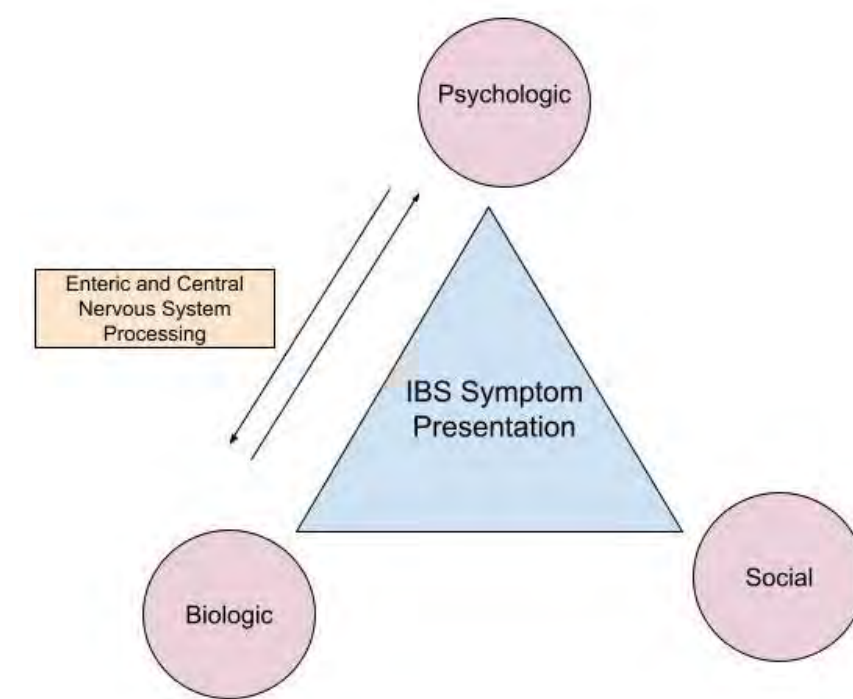 Psychologic
Enteric and Central
Nervous System
Processing
IBS Symptom
Presentation
Biologic
Social